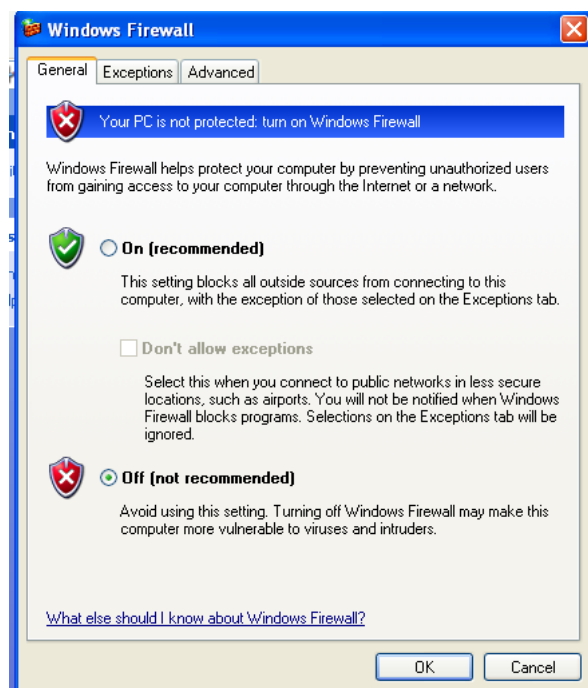 Windows Firewall
General Exceptions Advanced
Your PC is not protected: turn on Windows Firewall
Windows Firewall helps protect your computer by preventing unauthorized users
from gaining access to your computer through the Internet or a network.
On (recommended)
This setting blocks all outside sources from connecting to this
computer, with the exception of those selected on the Exceptions tab.
Don't allow exceptions
Select this when you connect to public networks in less secure
locations, such as airports. You will not be notified when Windows
Firewall blocks programs. Selections on the Exceptions tab will be
ignored.
Off (not recommended)
Avoid using this setting. Turning off Windows Firewall may make this
computer more vulnerable to viruses and intruders.
What else should I know about Windows Firewall?
OK Cancel